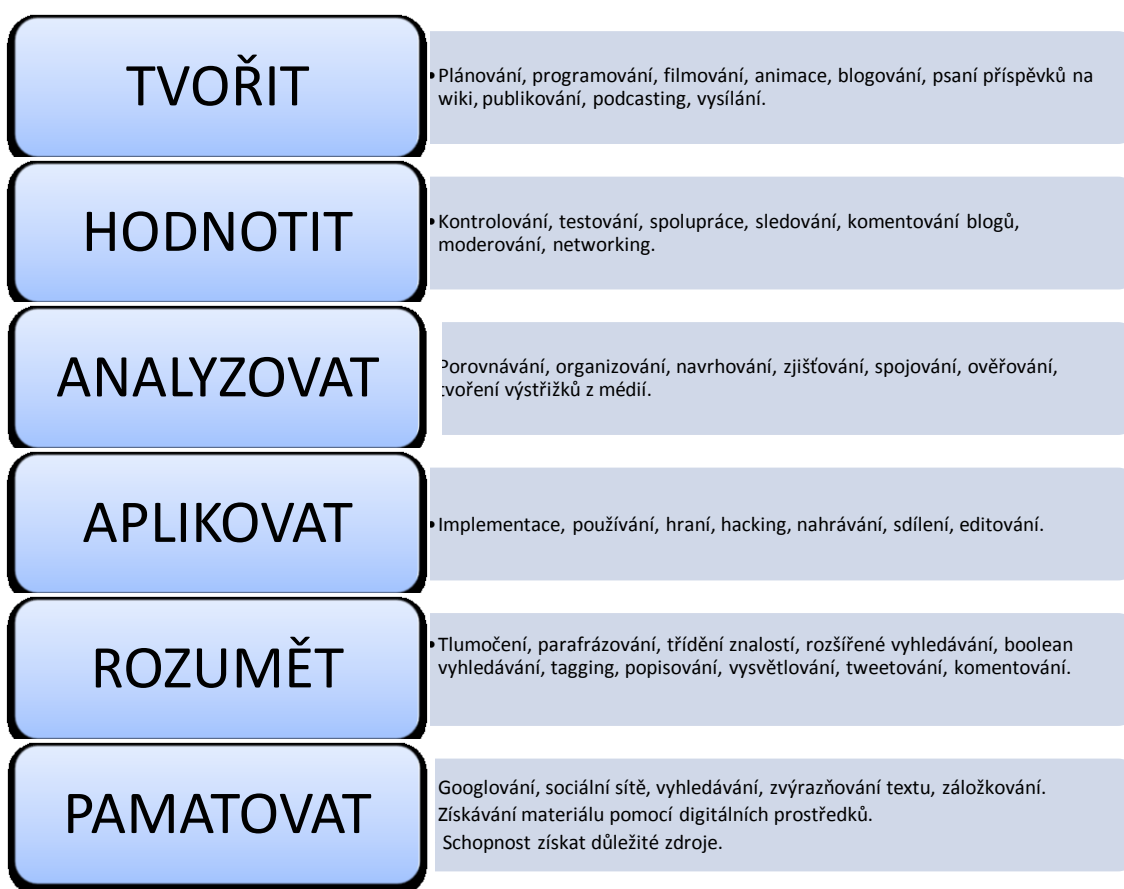 TVOŘIT
•Plánování, programování, filmování, animace, blogování, psaní příspěvků na
wiki, publikování, podcasting, vysílání.
HODNOTIT
•Kontrolování, testování, spolupráce, sledování, komentování blogů,
moderování, networking.
ANALYZOVAT
Porovnávání, organizování, navrhování, zjišťování, spojování, ověřování,
tvoření výstřižků z médií.
APLIKOVAT
•Implementace, používání, hraní, hacking, nahrávání, sdílení, editování.
ROZUMĚT
•Tlumočení, parafrázování, třídění znalostí, rozšířené vyhledávání, boolean
vyhledávání, tagging, popisování, vysvětlování, tweetování, komentování.
PAMATOVAT
Googlování, sociální sítě, vyhledávání, zvýrazňování textu, záložkování.
Získávání materiálu pomocí digitálních prostředků.
Schopnost získat důležité zdroje.